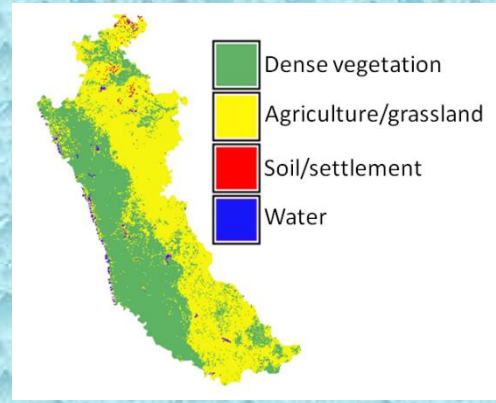 Dense vegetation
Agriculture/grassland
Soil/settlement
Water